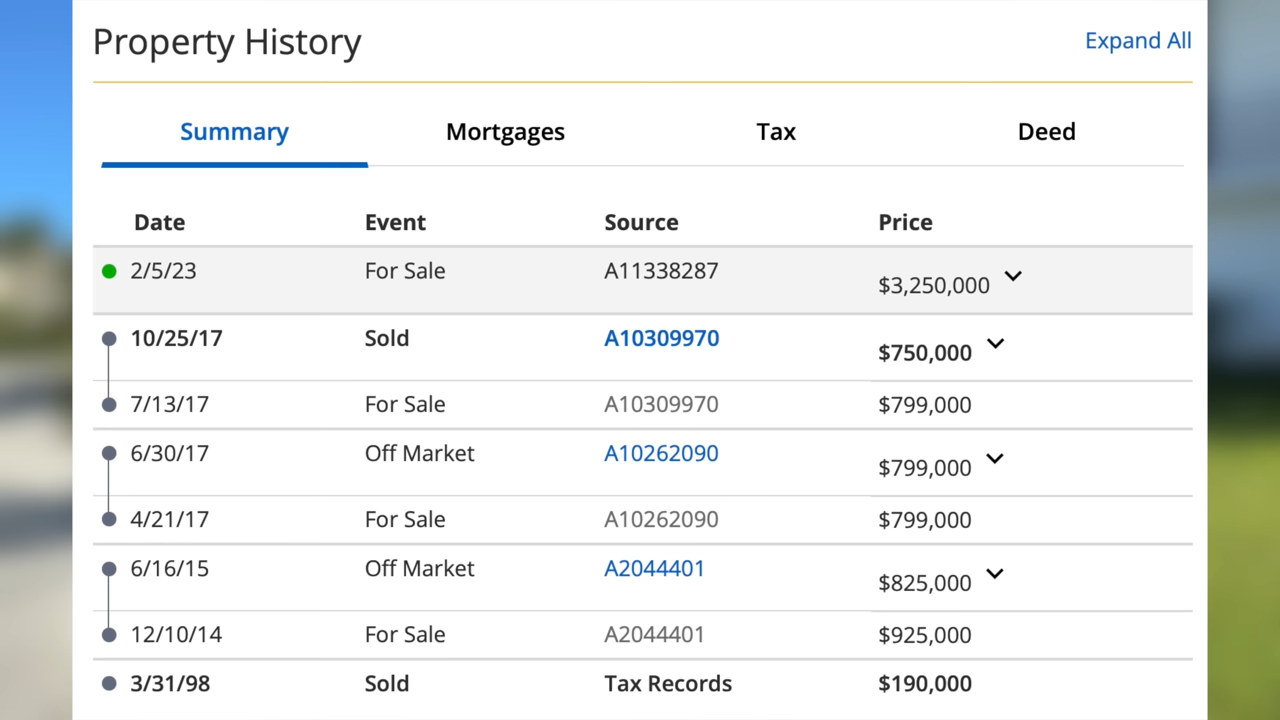 Property History Expand All
Summary Mortgages Tax Deed
Date Event Source Price
2/5/23 For Sale A11338287 $3,250,000
10/25/17 Sold A10309970 $750,000
7/13/17 For Sale A10309970 $799,000
6/30/17 Off Market A10262090 $799,000
4/21/17 For Sale A10262090 $799,000
6/16/15 Off Market A2044401 $825,000
12/10/14 For Sale A2044401 $925,000
3/31/98 Sold Tax Records $190,000